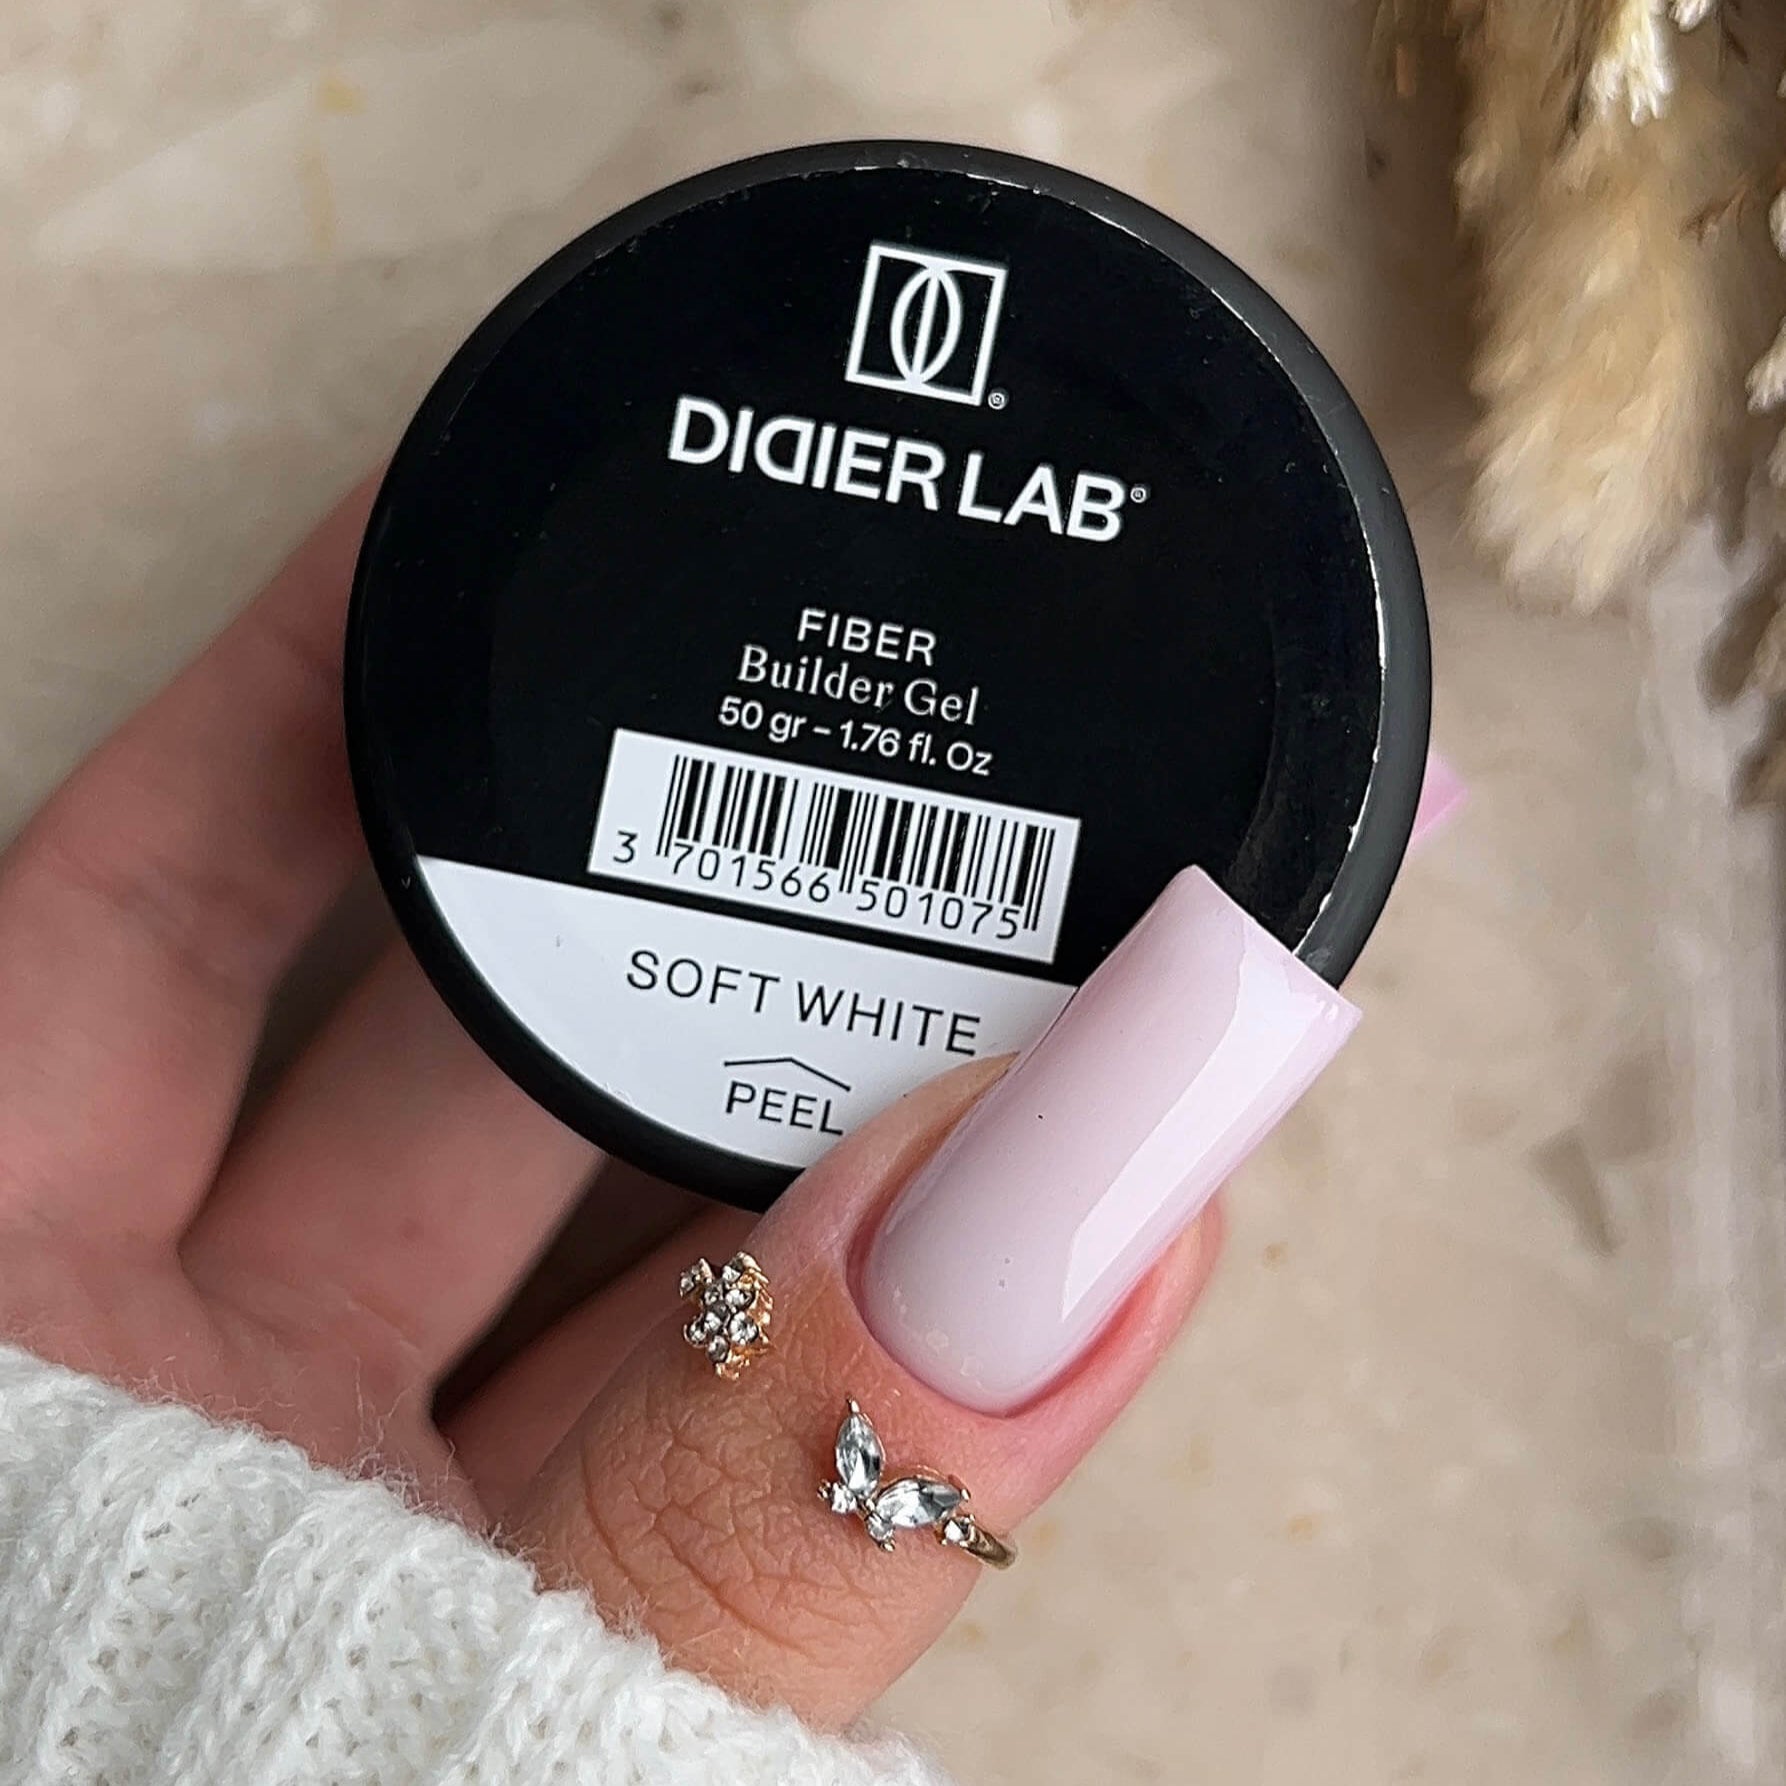 DIDIER LAB®
FIBER
Builder Gel
50 gr – 1.76 fl. Oz
3 701566 501075
SOFT WHITE
PEEL